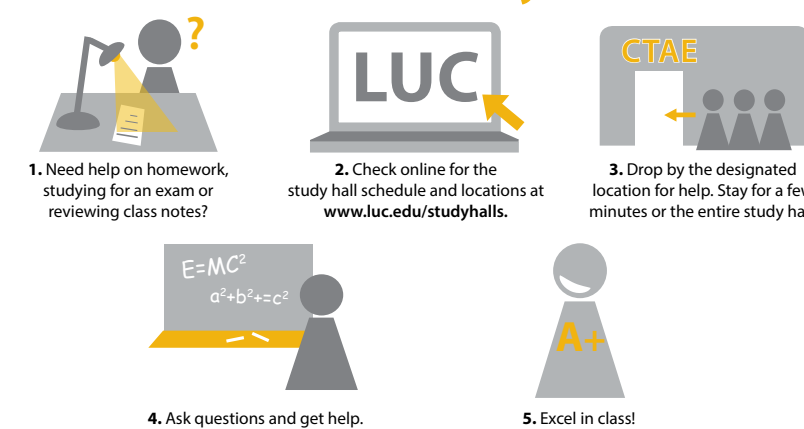 ?
LUC
CTAE
1. Need help on homework,
studying for an exam or
reviewing class notes?
2. Check online for the
study hall schedule and locations at
www.luc.edu/studyhalls.
3. Drop by the designated
location for help. Stay for a
minutes or the entire study
E=MC²
a²+b²+=c²
A+
4. Ask questions and get help.
5. Excel in class!